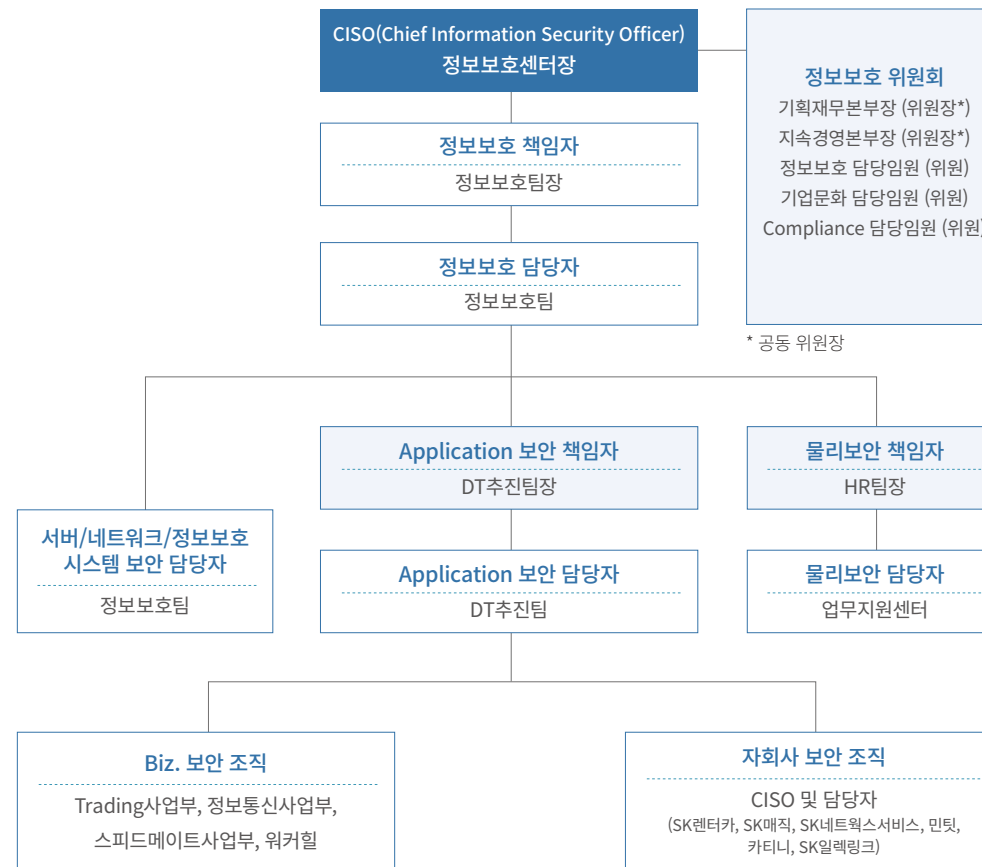 CISO(Chief Information Security Officer)
정보보호센터장
정보보호 위원회
기획재무본부장 (위원장*)
지속경영본부장 (위원장*)
정보보호 담당임원 (위원)
기업문화 담당임원 (위원)
Compliance 담당임원 (위원)
* 공동 위원장
정보보호 책임자
정보보호팀장
정보보호 담당자
정보보호팀
서버/네트워크/정보보호
시스템 보안 담당자
정보보호팀
Application 보안 책임자
DT추진팀장
물리보안 책임자
HR팀장
Application 보안 담당자
DT추진팀
물리보안 담당자
업무지원센터
Biz. 보안 조직
Trading사업부, 정보통신사업부,
스피드메이트사업부, 워커힐
자회사 보안 조직
CISO 및 담당자
(SK렌터카, SK매직, SK네트웍스서비스, 민팃,
카티니, SK일렉링크)